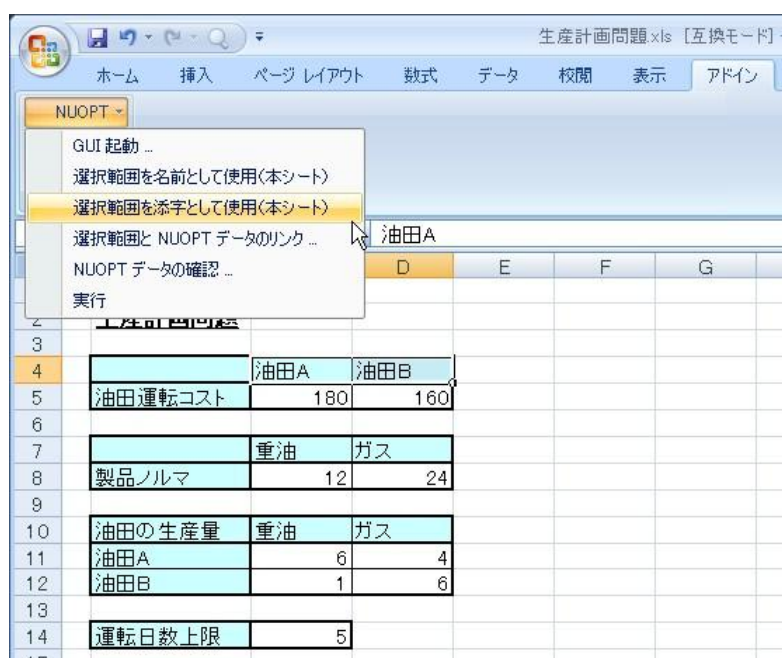 生産計画問題.xls [互換モード] -
ホーム 挿入 ページ レイアウト 数式 データ 校閲 表示 アドイン
NUOPT
GUI 起動 ...
選択範囲を名前として使用(本シート)
選択範囲を添字として使用(本シート)
選択範囲と NUOPT データのリンク ...
NUOPT データの確認 ...
実行
油田A
D E F G
2 生産計画問題
3
4 油田A 油田B
5 油田運転コスト 180 160
6
7 重油 ガス
8 製品ノルマ 12 24
9
10 油田の生産量 重油 ガス
11 油田A 6 4
12 油田B 1 6
13
14 運転日数上限 5